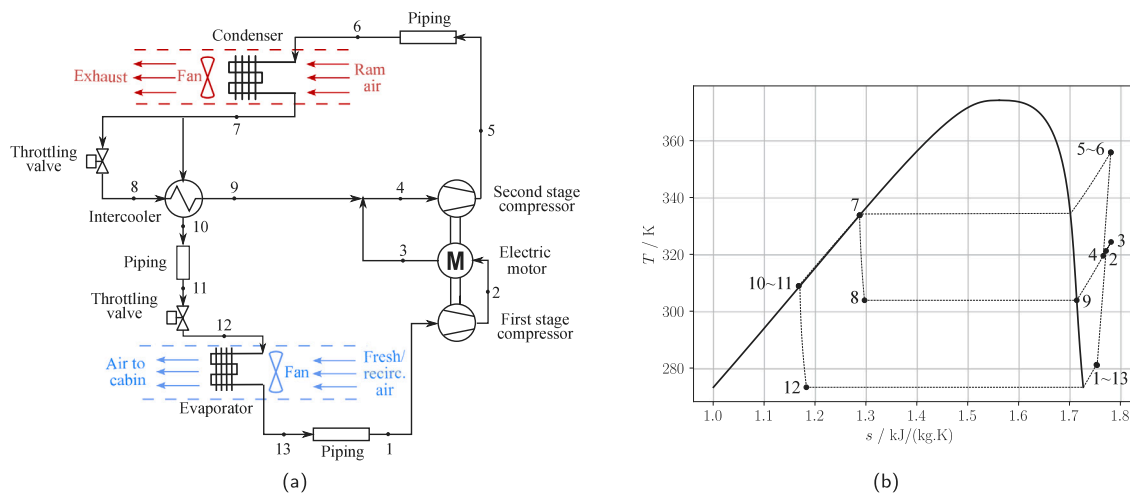 6
Piping
Condenser
Exhaust
Fan
Ram
air
7
5
Throttling
valve
8
9
4
Second stage
compressor
Intercooler
10
Electric
motor
3
M
Piping
11
2
Throttling
valve
First stage
compressor
12
Air to
cabin
Fan
Fresh/
recirc.
air
Evaporator
13
Piping
1
(a)
T / K
360
340
320
300
280
1.0
1.1
1.2
1.3
1.4
1.5
1.6
1.7
1.8
s / kJ/(kg.K)
5~6
7
3
4
2
10~11
8
9
1~13
12
(b)